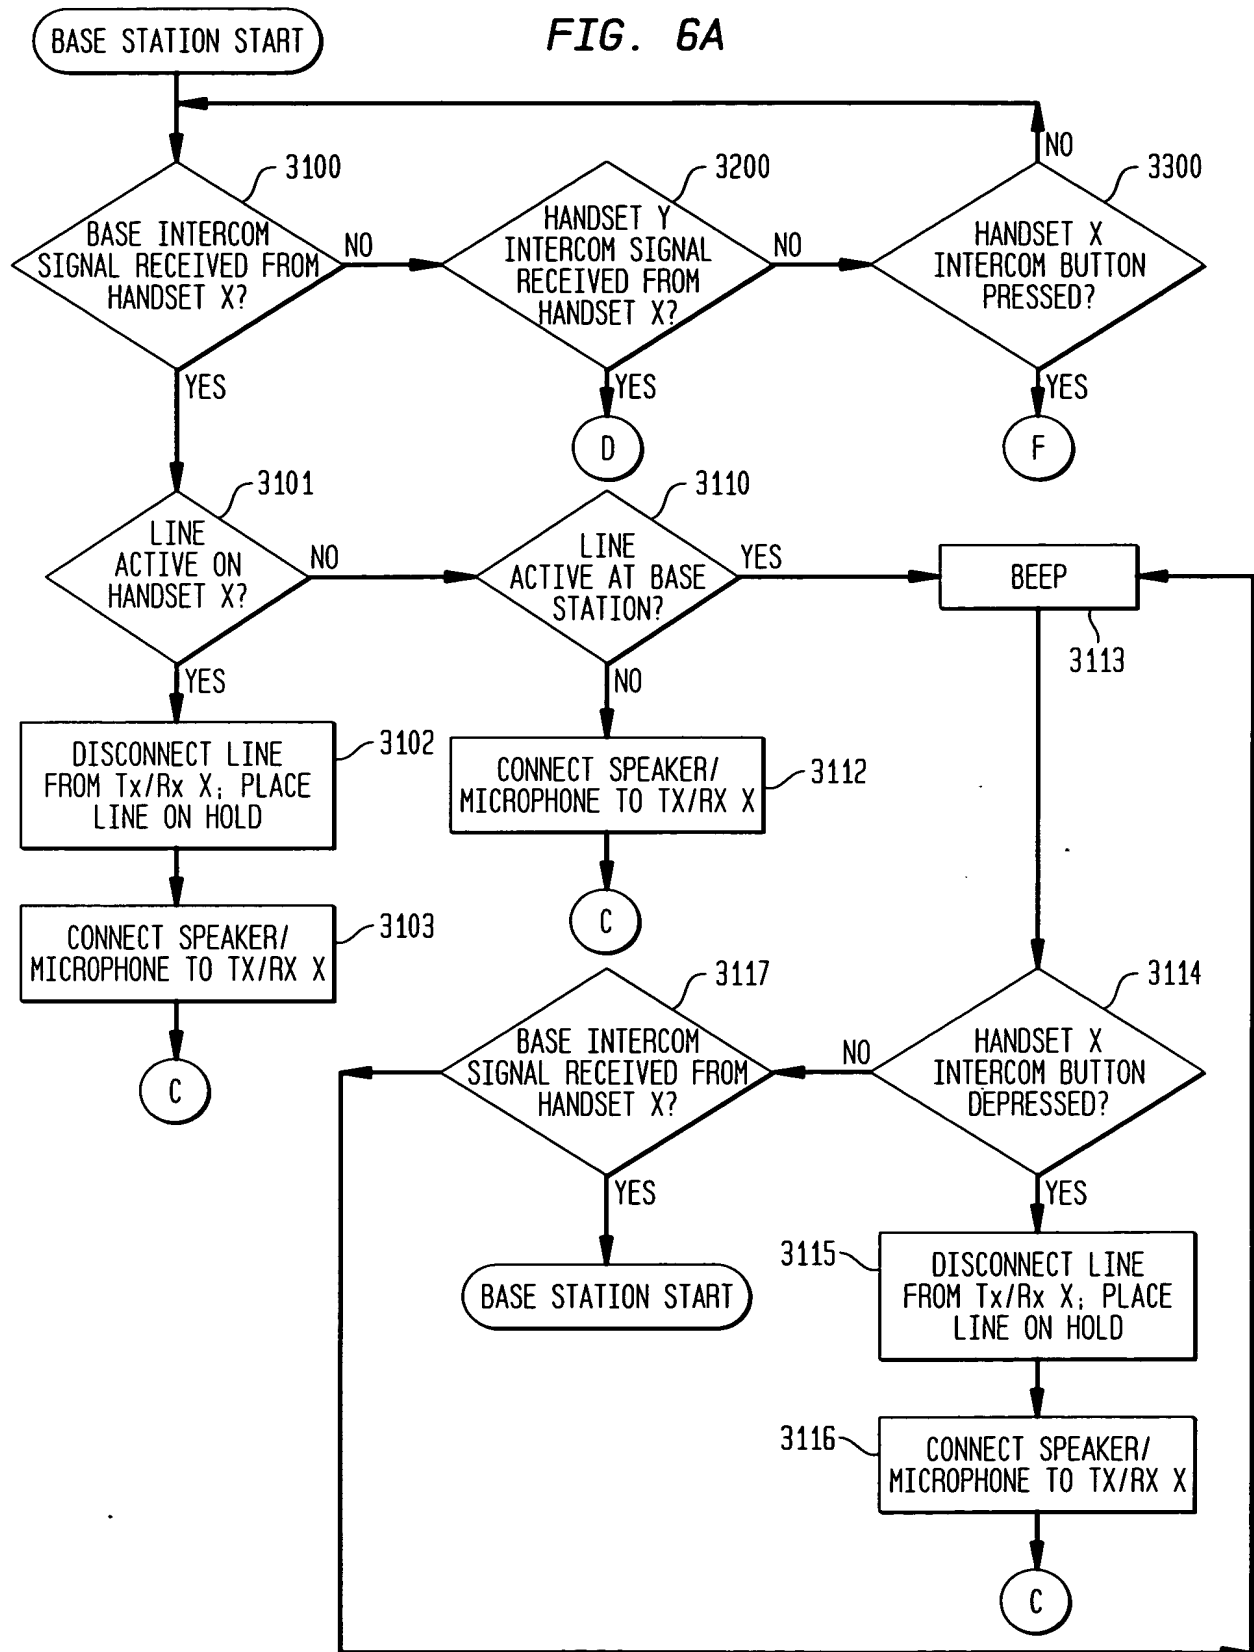 FIG. 6A
BASE STATION START
3100
BASE INTERCOM
SIGNAL RECEIVED FROM
HANDSET X?
NO
YES
3200
HANDSET Y
INTERCOM SIGNAL
RECEIVED FROM
HANDSET X?
NO
YES
D
3300
HANDSET X
INTERCOM BUTTON
PRESSED?
NO
YES
F
3101
LINE
ACTIVE ON
HANDSET X?
NO
YES
3110
LINE
ACTIVE AT BASE
STATION?
YES
NO
BEEP
3113
3102
DISCONNECT LINE
FROM Tx/Rx X; PLACE
LINE ON HOLD
3112
CONNECT SPEAKER/
MICROPHONE TO TX/RX X
C
3103
CONNECT SPEAKER/
MICROPHONE TO TX/RX X
C
3117
BASE INTERCOM
SIGNAL RECEIVED FROM
HANDSET X?
YES
BASE STATION START
3114
HANDSET X
INTERCOM BUTTON
DEPRESSED?
NO
YES
3115
DISCONNECT LINE
FROM Tx/Rx X; PLACE
LINE ON HOLD
3116
CONNECT SPEAKER/
MICROPHONE TO TX/RX X
C